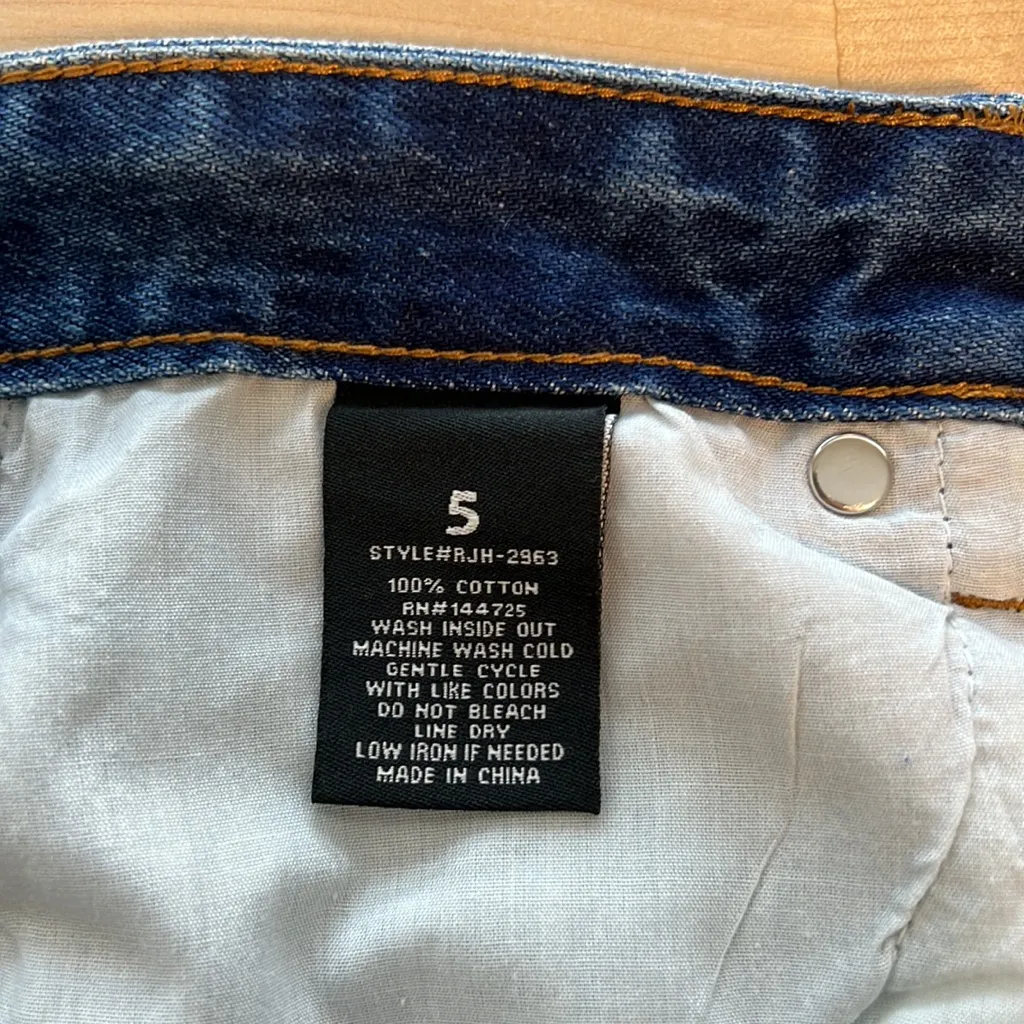 5
STYLE#RJH-2963
100% COTTON
RN#144725
WASH INSIDE OUT
MACHINE WASH COLD
GENTLE CYCLE
WITH LIKE COLORS
DO NOT BLEACH
LINE DRY
LOW IRON IF NEEDED
MADE IN CHINA